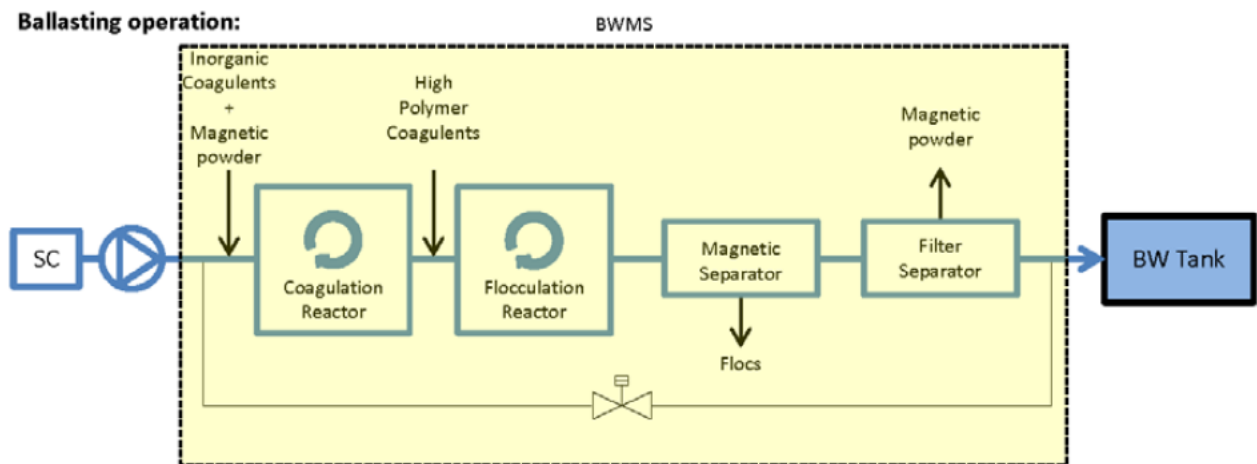 Ballasting operation:
BWMS
Inorganic
Coagulents
+
Magnetic
powder
High
Polymer
Coagulents
Magnetic
powder
SC
Coagulation
Reactor
Flocculation
Reactor
Magnetic
Separator
Filter
Separator
BW Tank
Flocs